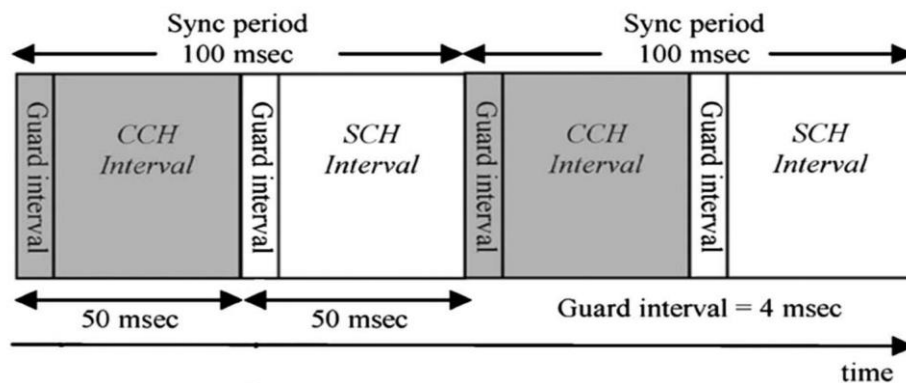 Sync period
100 msec
Sync period
100 msec
Guard interval
CCH
Interval
Guard interval
SCH
Interval
Guard interval
CCH
Interval
Guard interval
SCH
Interval
50 msec
50 msec
Guard interval = 4 msec
time